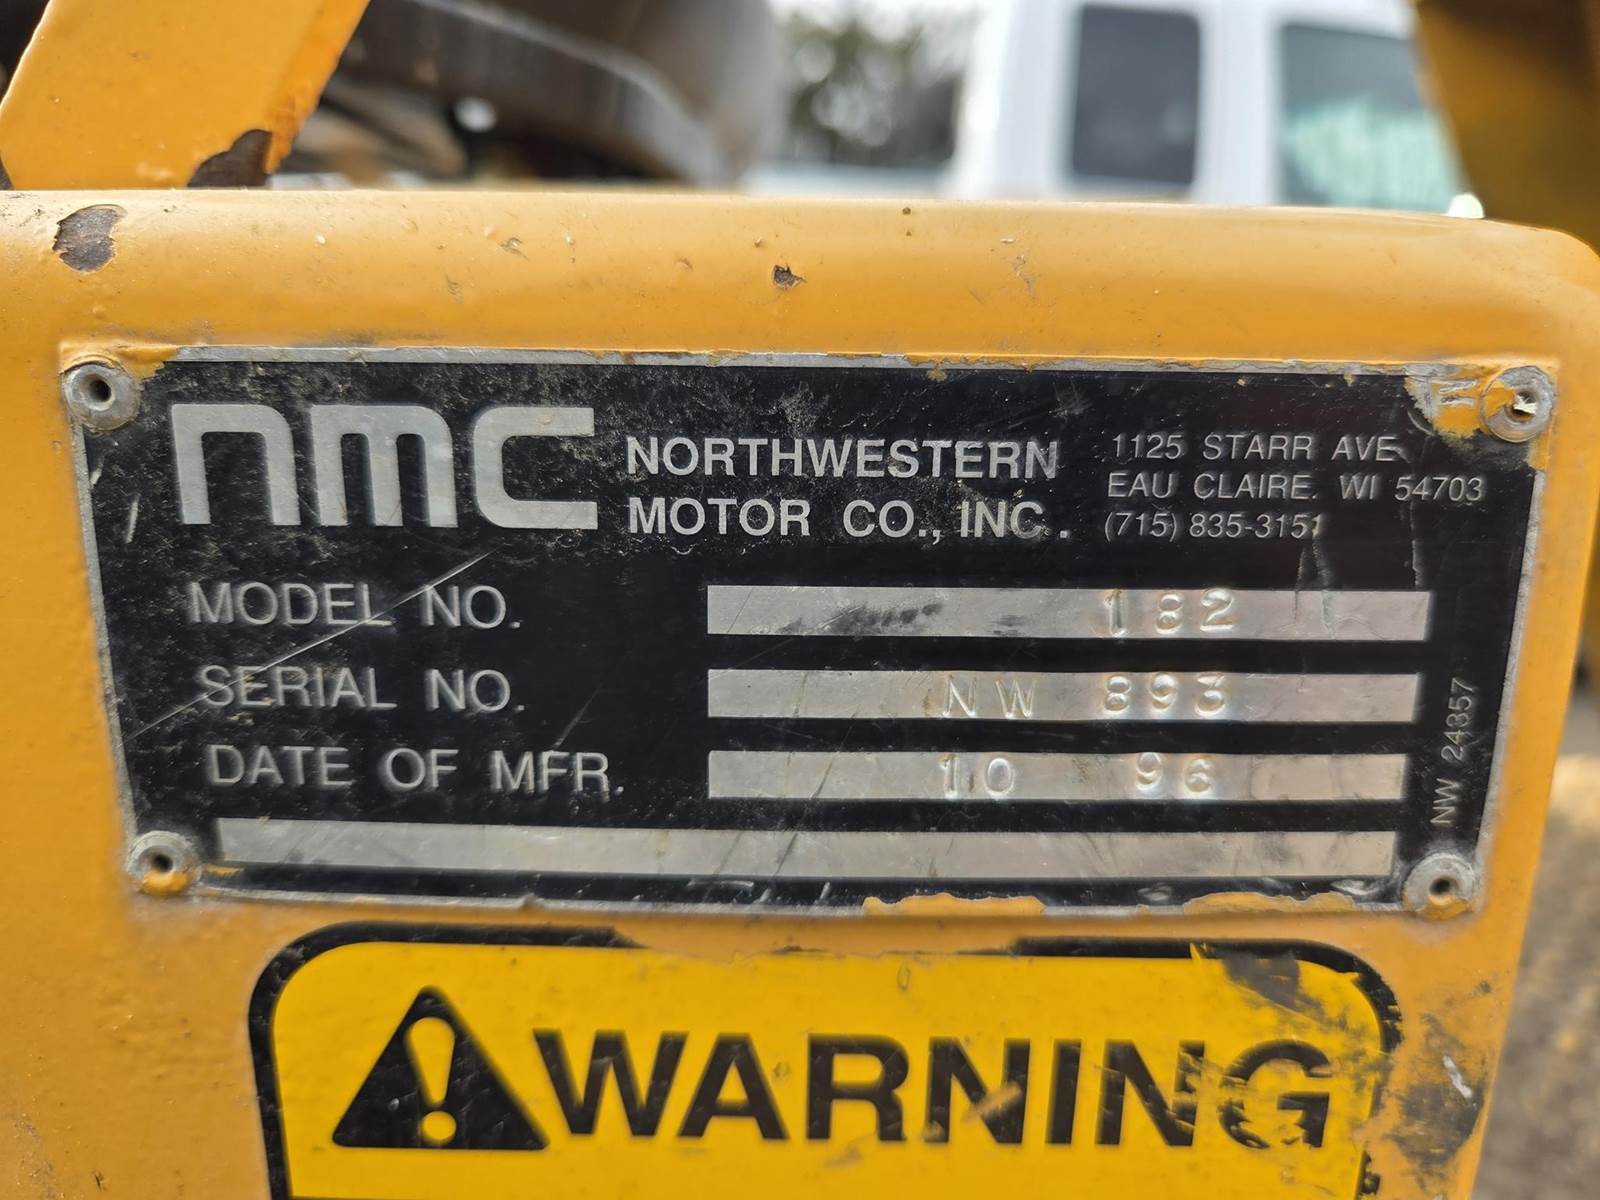 nmc NORTHWESTERN MOTOR CO., INC.
1125 STARR AVE
EAU CLAIRE, WI 54703
(715) 835-3151
MODEL NO. 182
SERIAL NO. NW 893
DATE OF MFR. 10 96
NW 24357
WARNING